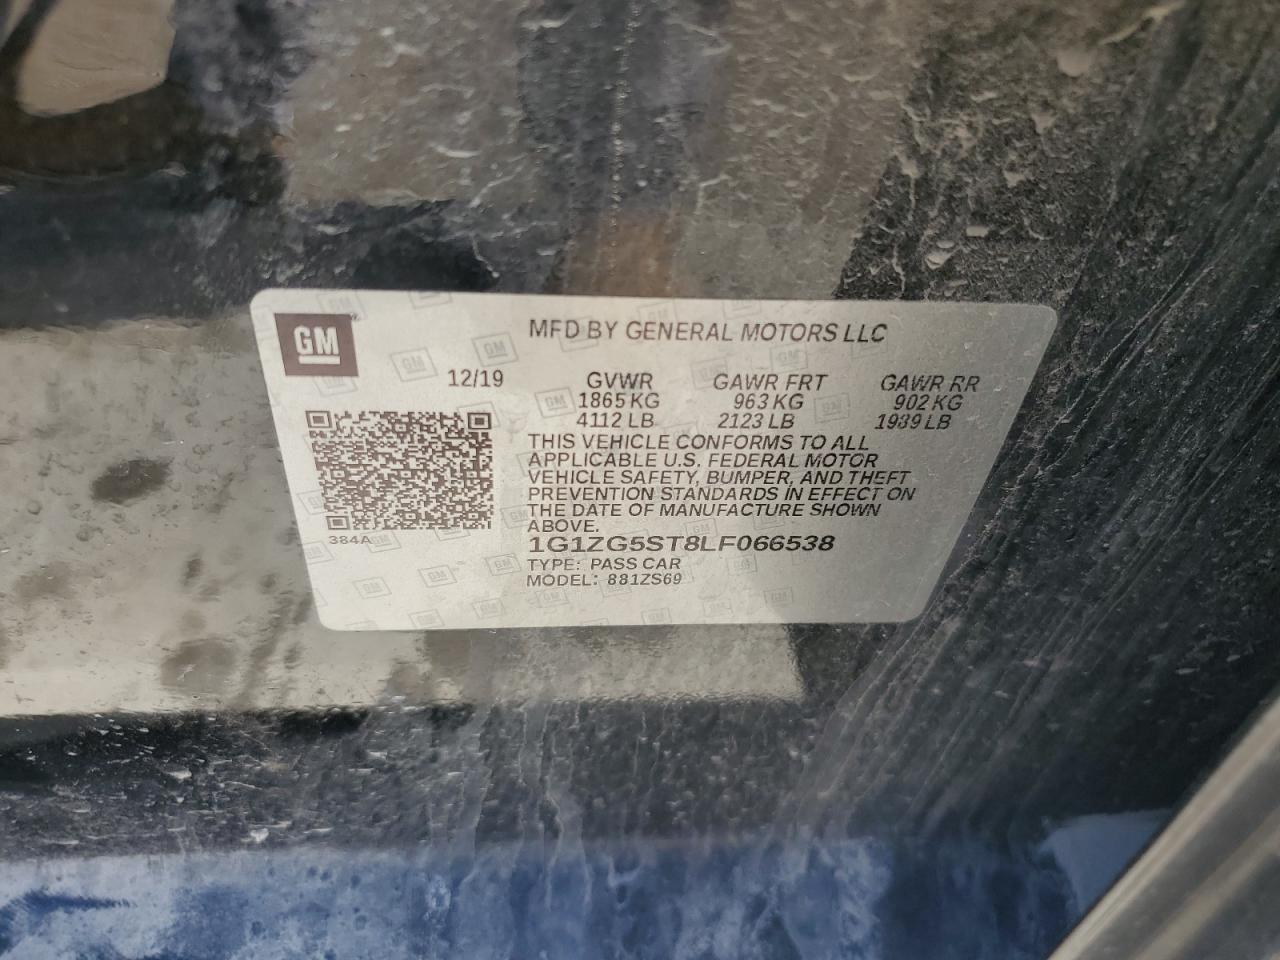 GM
MFD BY GENERAL MOTORS LLC
12/19 GVWR GAWR FRT GAWR RR
1865 KG 963 KG 902 KG
4112 LB 2123 LB 1989 LB
THIS VEHICLE CONFORMS TO ALL
APPLICABLE U.S. FEDERAL MOTOR
VEHICLE SAFETY, BUMPER, AND THEFT
PREVENTION STANDARDS IN EFFECT ON
THE DATE OF MANUFACTURE SHOWN
ABOVE.
384A
1G1ZG5ST8LF066538
TYPE: PASS CAR
MODEL: 881ZS69